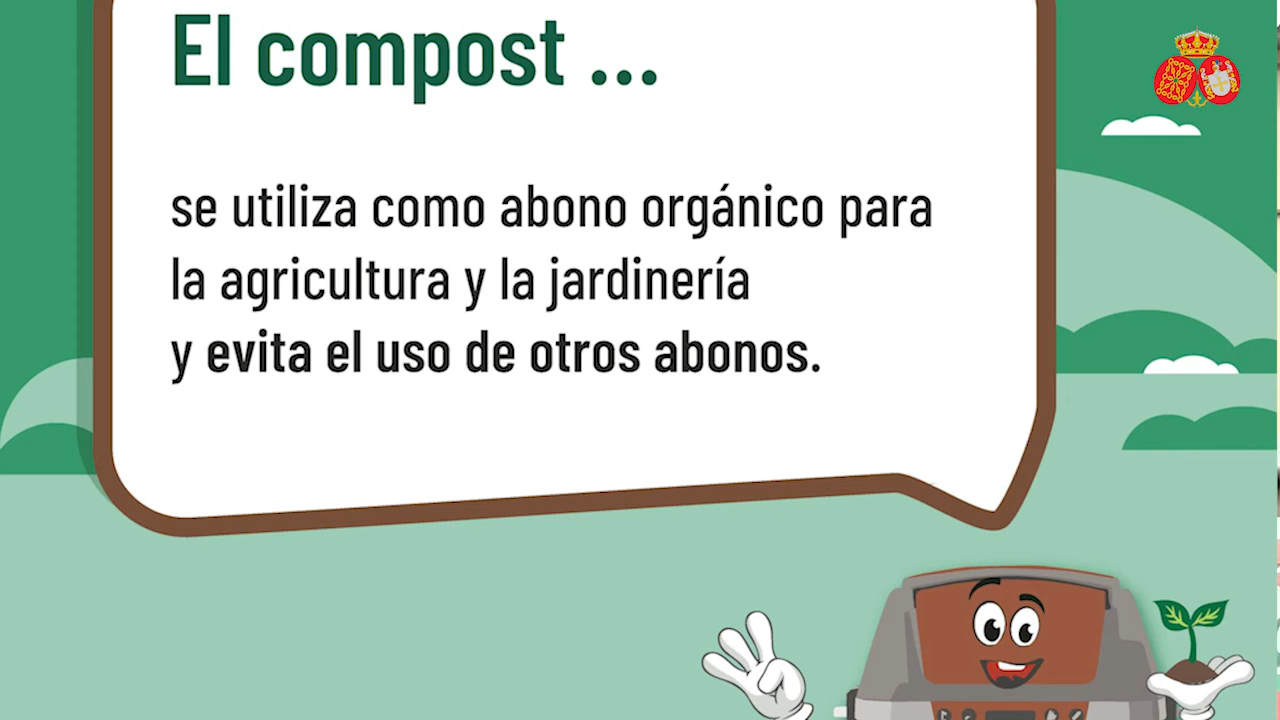 El compost ...
se utiliza como abono orgánico para
la agricultura y la jardinería
y evita el uso de otros abonos.